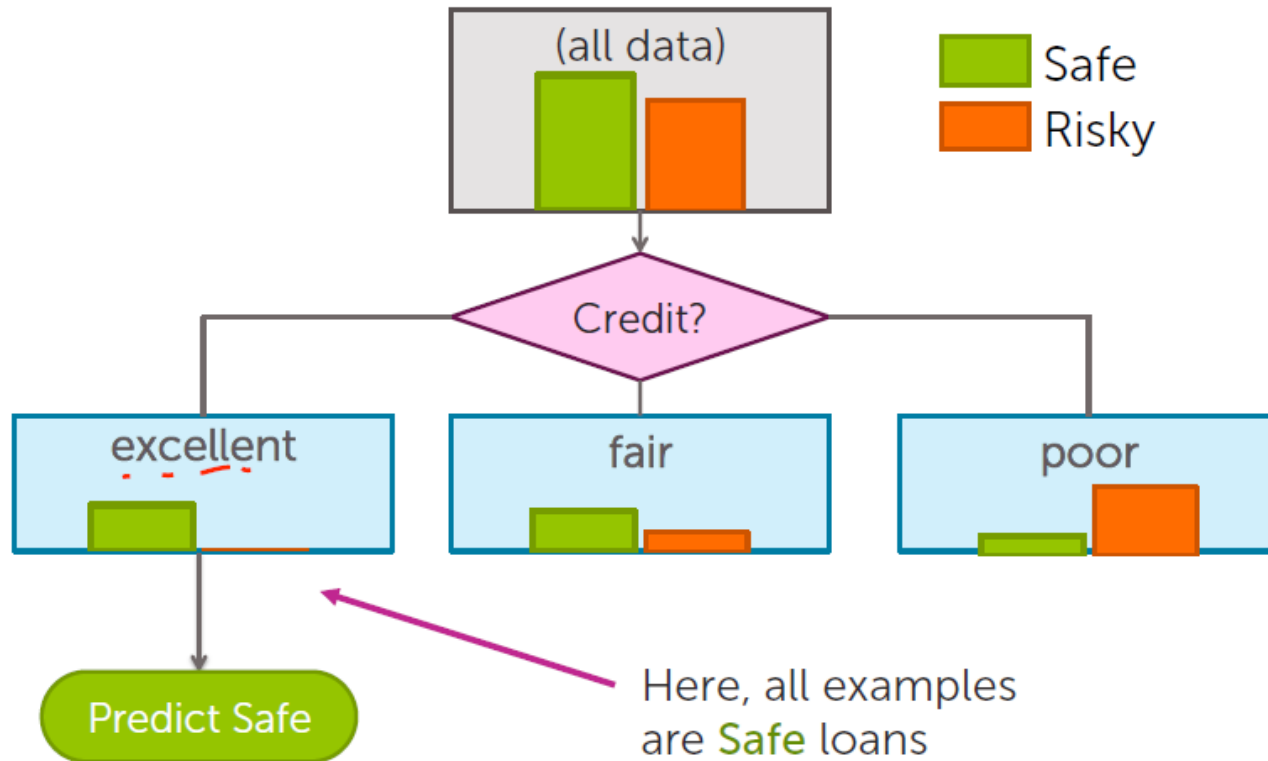 (all data)
Safe
Risky
Credit?
excellent
fair
poor
Predict Safe
Here, all examples
are Safe loans